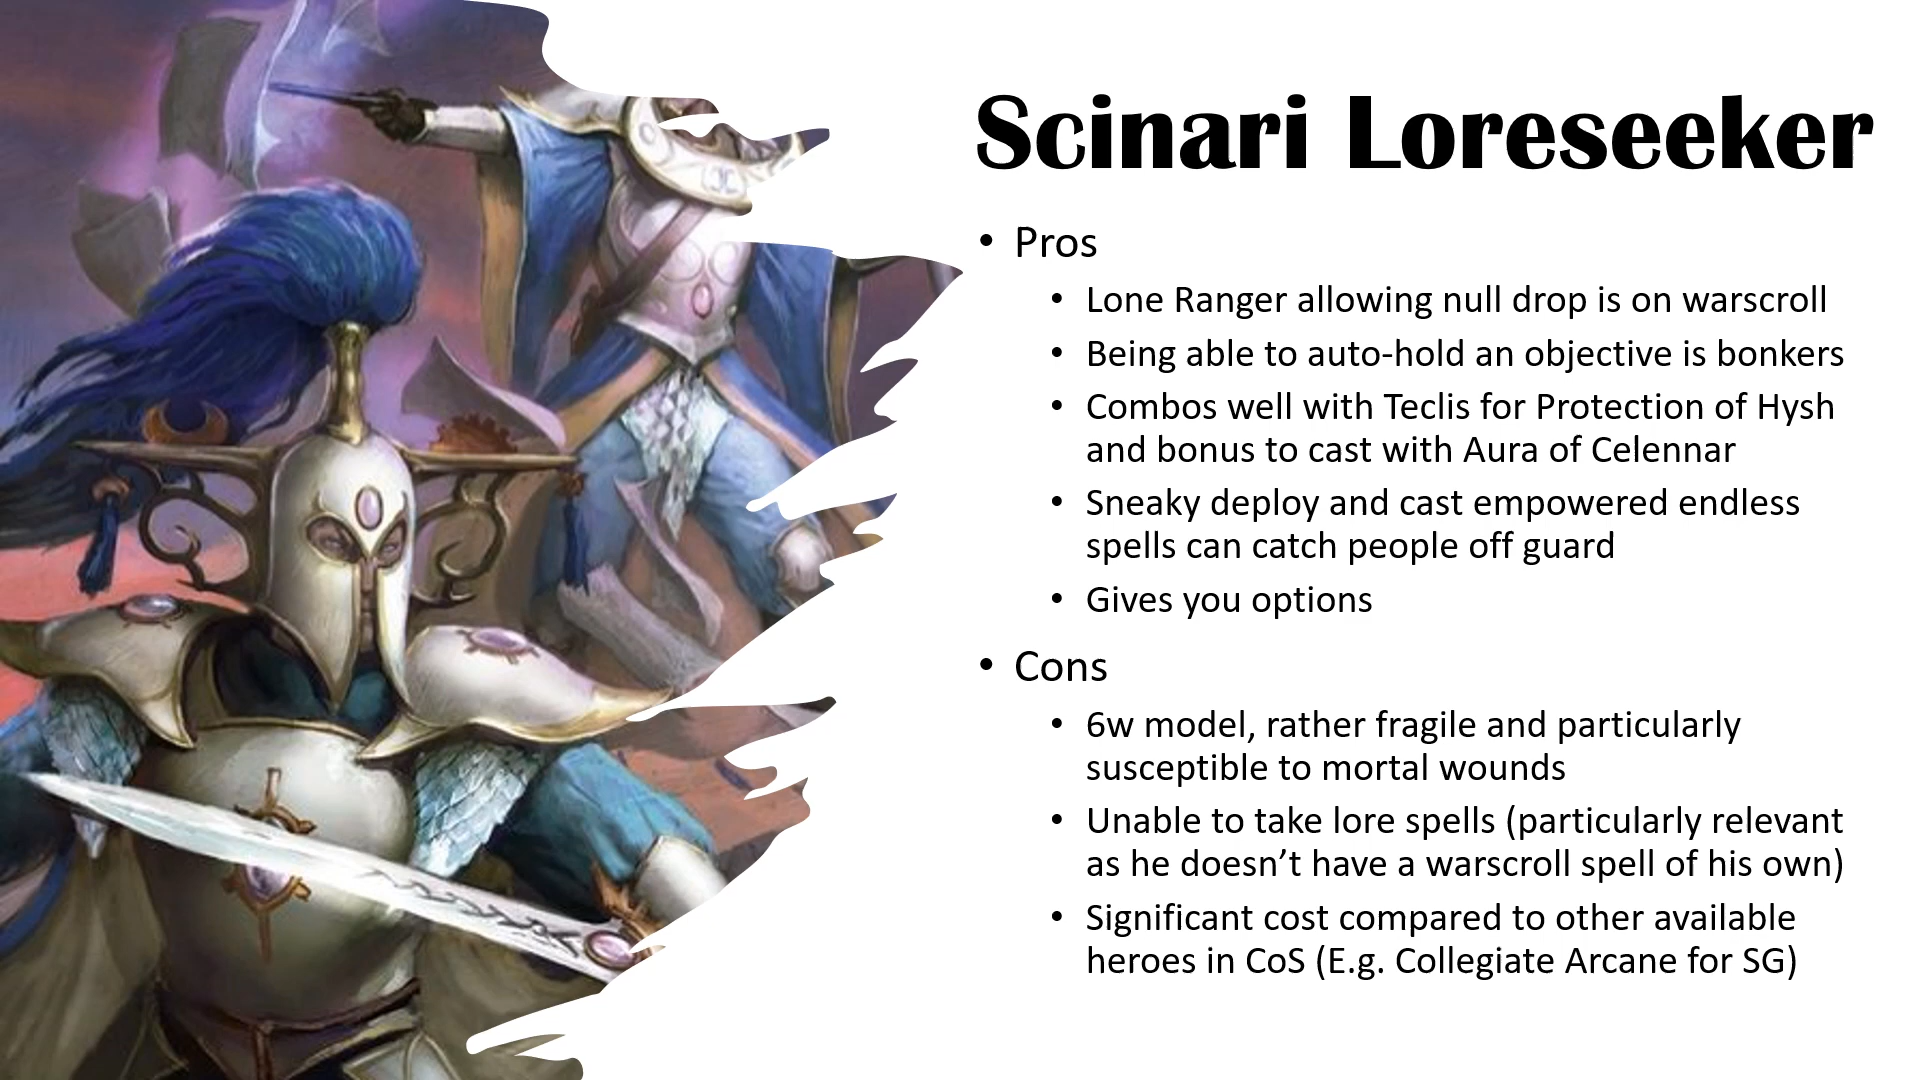 Scinari Loreseeker
• Pros
• Lone Ranger allowing null drop is on warscroll
• Being able to auto-hold an objective is bonkers
• Combos well with Teclis for Protection of Hysh
and bonus to cast with Aura of Celennar
• Sneaky deploy and cast empowered endless
spells can catch people off guard
• Gives you options
• Cons
• 6w model, rather fragile and particularly
susceptible to mortal wounds
• Unable to take lore spells (particularly relevant
as he doesn’t have a warscroll spell of his own)
• Significant cost compared to other available
heroes in CoS (E.g. Collegiate Arcane for SG)